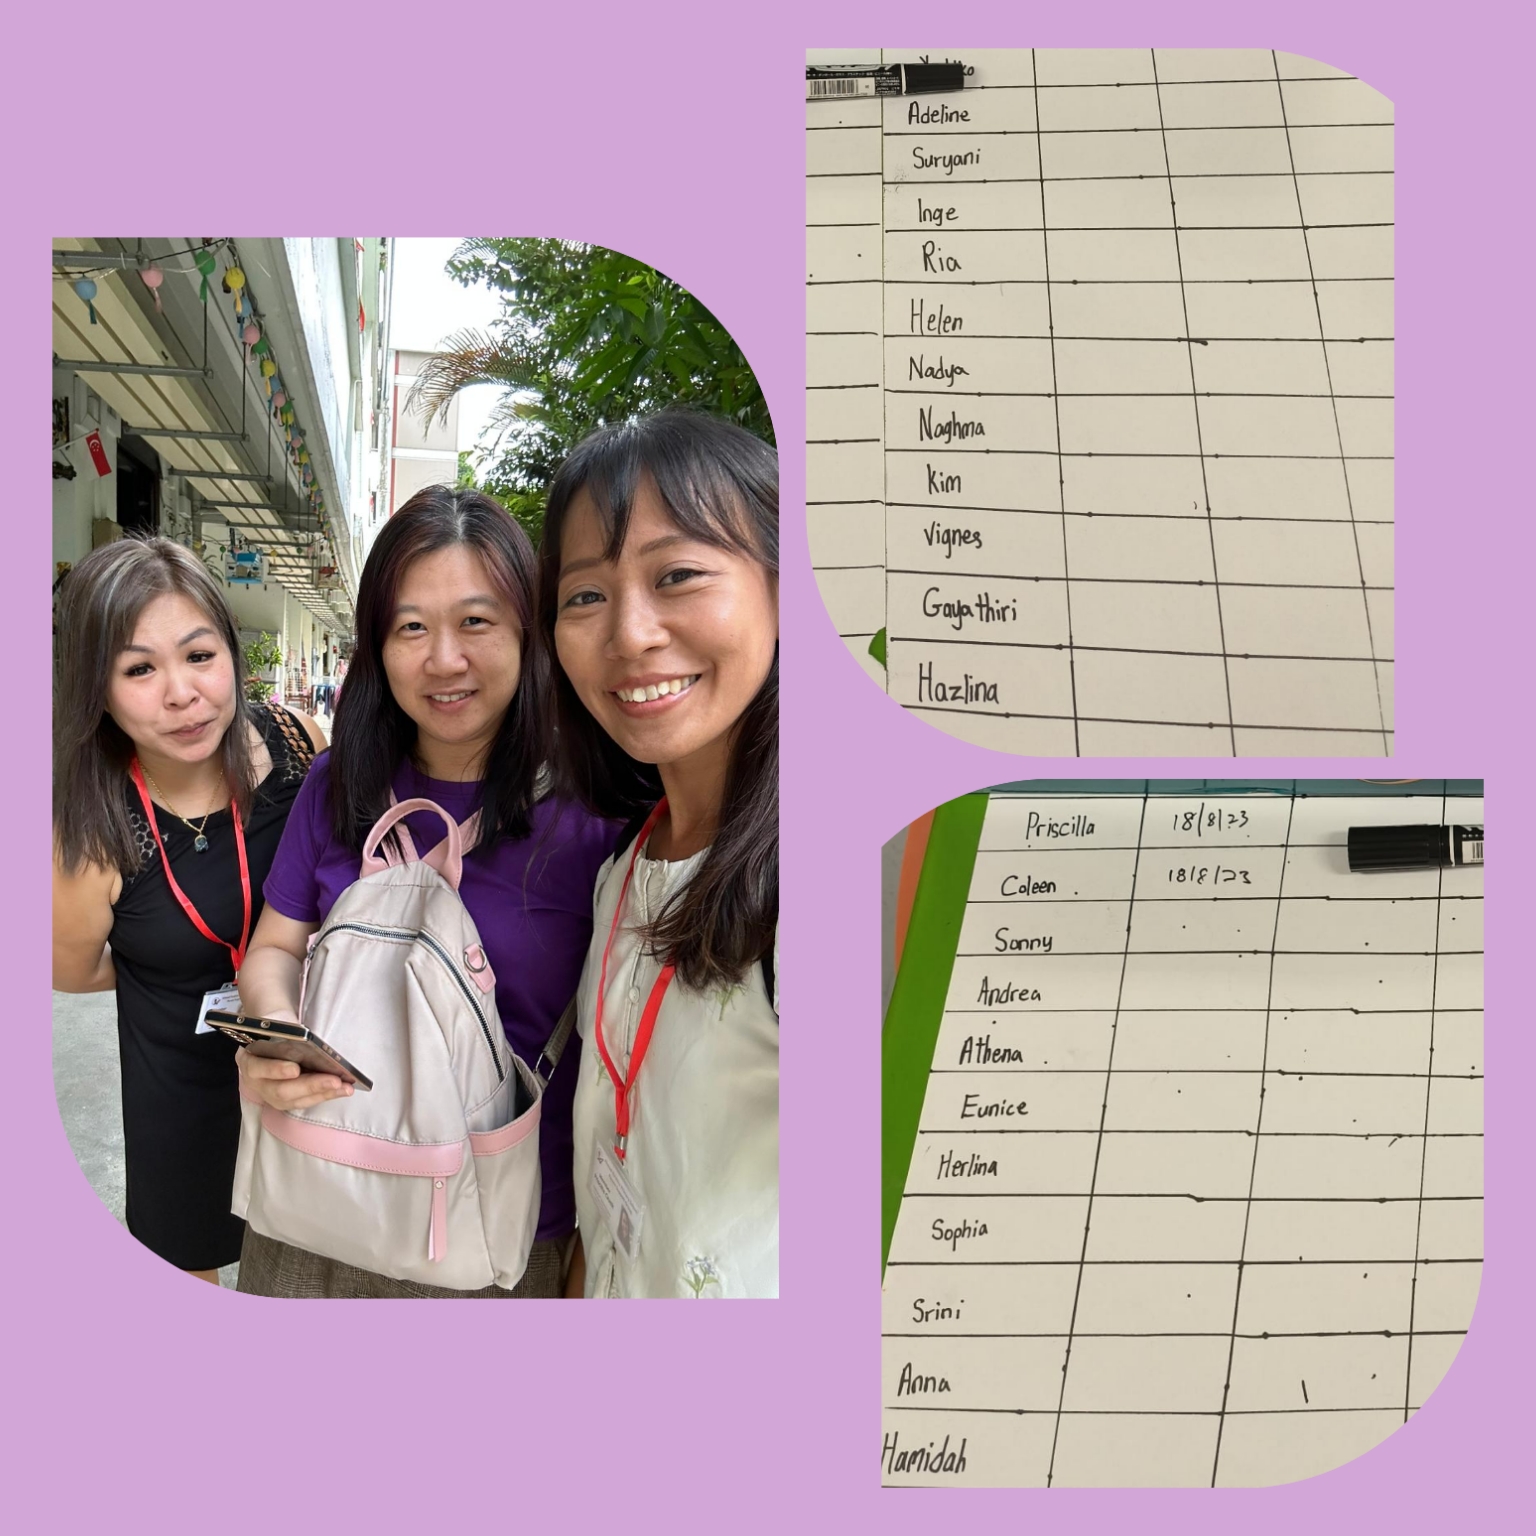 Adeline
Suryani
Inge
Ria
Helen
Nadya
Naghma
Kim
Vignes
Gayathiri
Hazlina
Priscilla 18/8/23
Coleen 18/8/23
Sonny
Andrea
Athena
Eunice
Herlina
Sophia
Srini
Anna
Hamidah